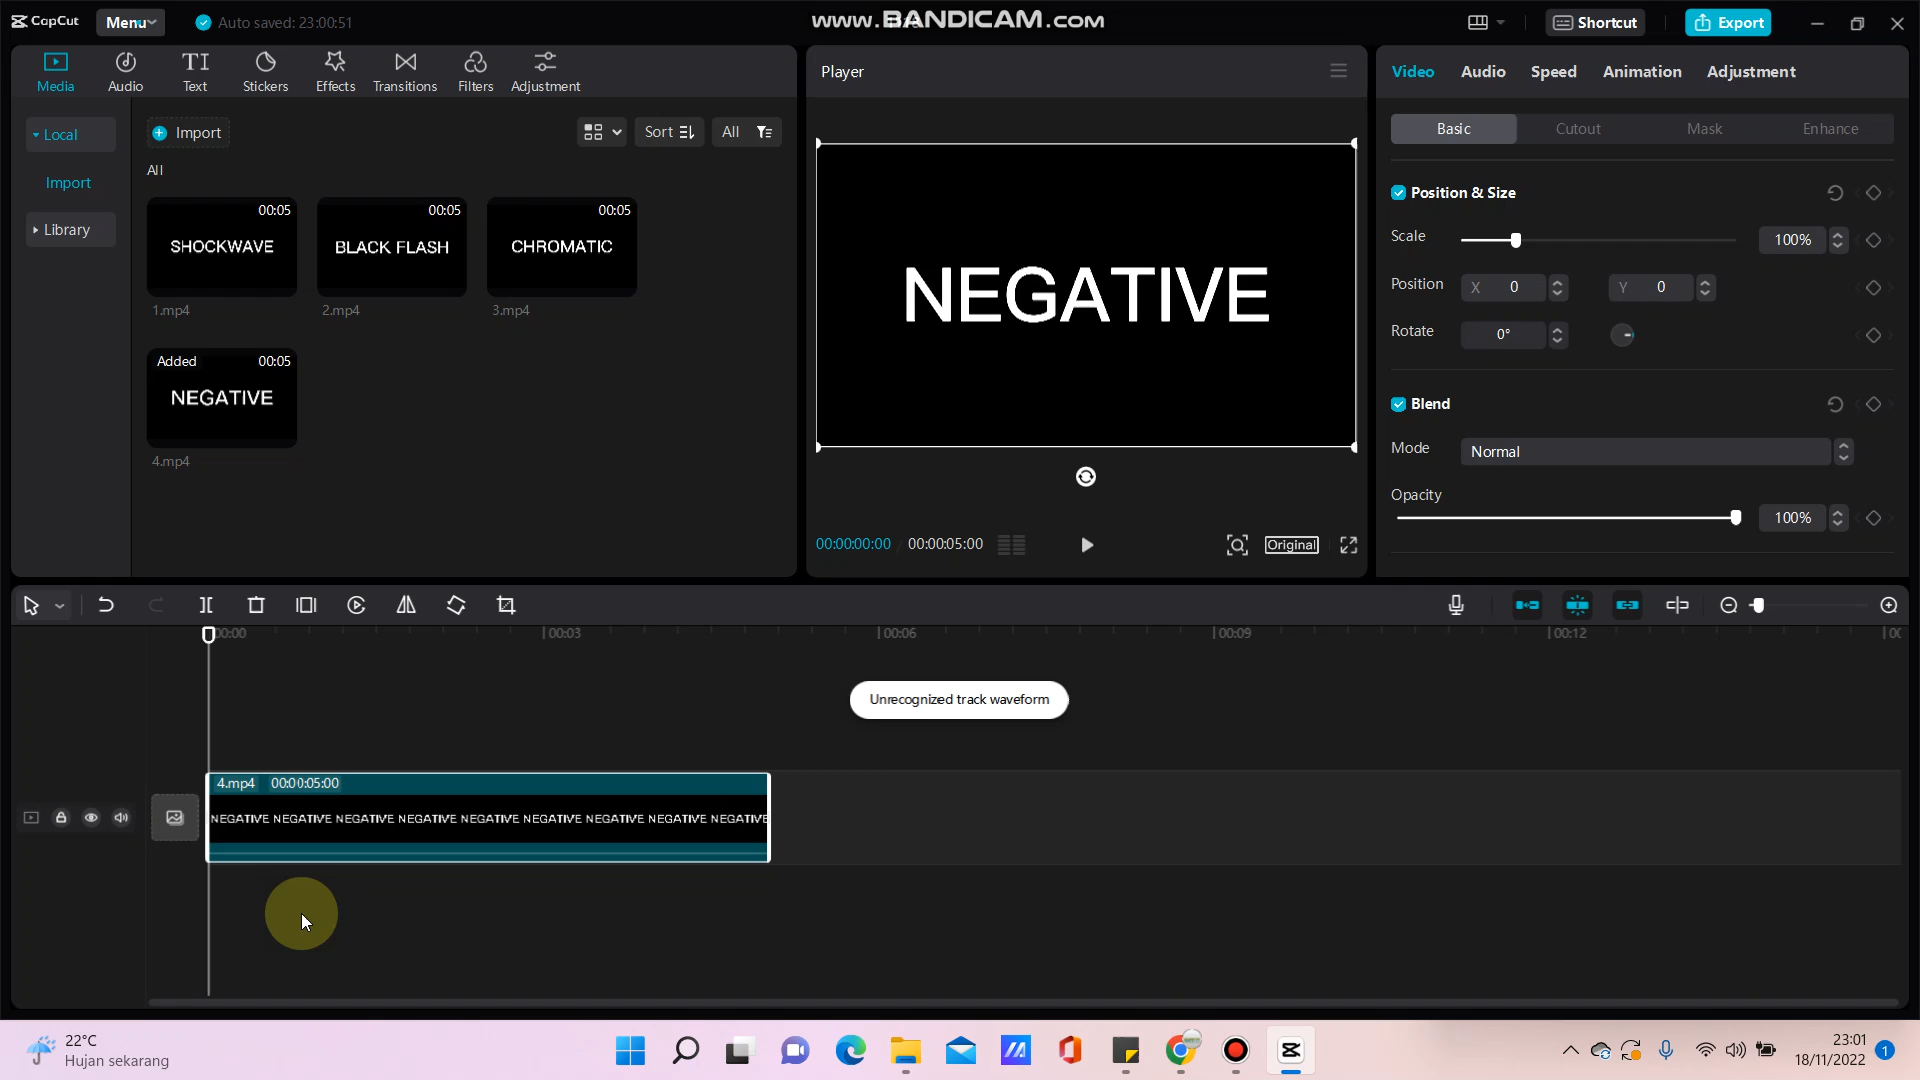 CapCut Menu Auto saved: 23:00:51 www.BANDICAM.com Shortcut Export
Media Audio Text Stickers Effects Transitions Filters Adjustment
Local
Import
Library
Import Sort All
All
00:05 SHOCKWAVE 1.mp4
00:05 BLACK FLASH 2.mp4
00:05 CHROMATIC 3.mp4
Added 00:05 NEGATIVE 4.mp4
Player
NEGATIVE
00:00:00:00 / 00:00:05:00 Original
Video Audio Speed Animation Adjustment
Basic Cutout Mask Enhance
Position & Size
Scale 100%
Position X 0 Y 0
Rotate 0°
Blend
Mode Normal
Opacity
100%
00:00 00:03 00:06 00:09 00:12
Unrecognized track waveform
4.mp4 00:00:05:00
NEGATIVE NEGATIVE NEGATIVE NEGATIVE NEGATIVE NEGATIVE NEGATIVE NEGATIVE NEGATIVE
22°C
Hujan sekarang
23:01
18/11/2022 1